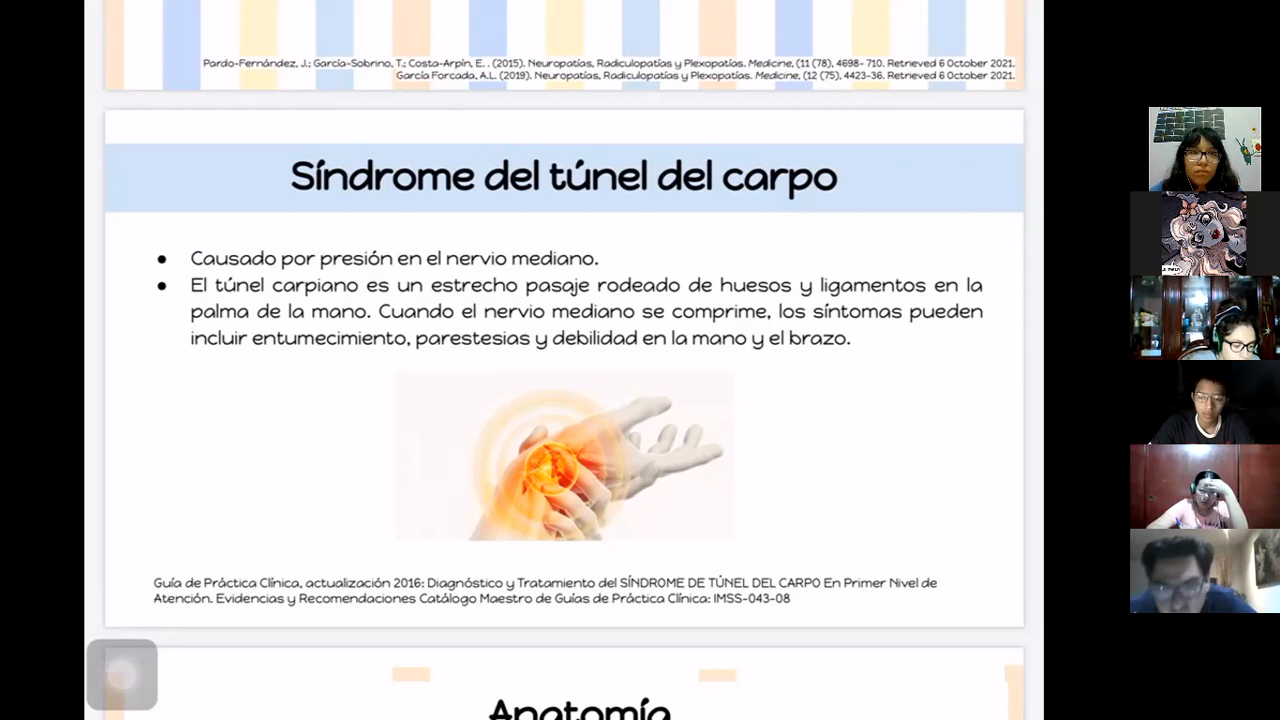 Pardo-Fernández, J.; García-Sobrino, T.; Costa-Arpín, E. . (2015). Neuropatías, Radiculopatías y Plexopatías. Medicine, (11 (78), 4698- 710. Retrieved 6 October 2021.
García Forcada, A.L. (2019). Neuropatías, Radiculopatías y Plexopatías. Medicine, (12 (75), 4423-36. Retrieved 6 October 2021.
Síndrome del túnel del carpo
● Causado por presión en el nervio mediano.
● El túnel carpiano es un estrecho pasaje rodeado de huesos y ligamentos en la
palma de la mano. Cuando el nervio mediano se comprime, los síntomas pueden
incluir entumecimiento, parestesias y debilidad en la mano y el brazo.
Guía de Práctica Clínica, actualización 2016: Diagnóstico y Tratamiento del SÍNDROME DE TÚNEL DEL CARPO En Primer Nivel de
Atención. Evidencias y Recomendaciones Catálogo Maestro de Guías de Práctica Clínica: IMSS-043-08
Anatomía